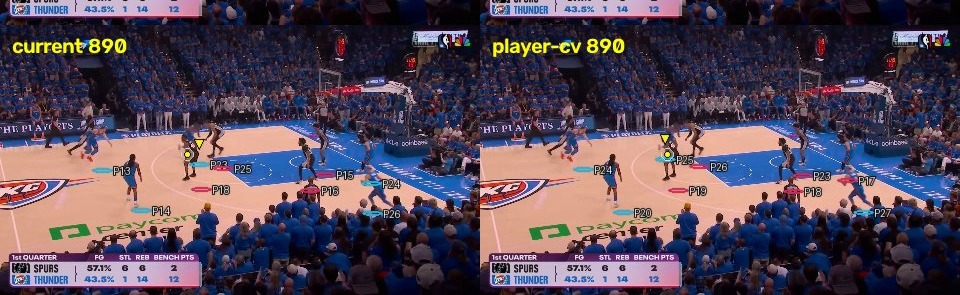 SPURS
THUNDER 43.5% 1 14 12
THUNDER 43.5% 1 14 12
current 890
player-cv 890
THE PLAYOFFS
THE PLAYOFFS
coinbase
coinbase
P13 P23 P25 P15 P24
P18 P16
P14 P26
P24 P25 P26 P23 P17
P19 P18
P20 P27
paycom
center
paycom
center
1st QUARTER FG STL REB BENCH PTS
SPURS 57.1% 6 6 2
THUNDER 43.5% 1 14 12
1st QUARTER FG STL REB BENCH PTS
SPURS 57.1% 6 6 2
THUNDER 43.5% 1 14 12